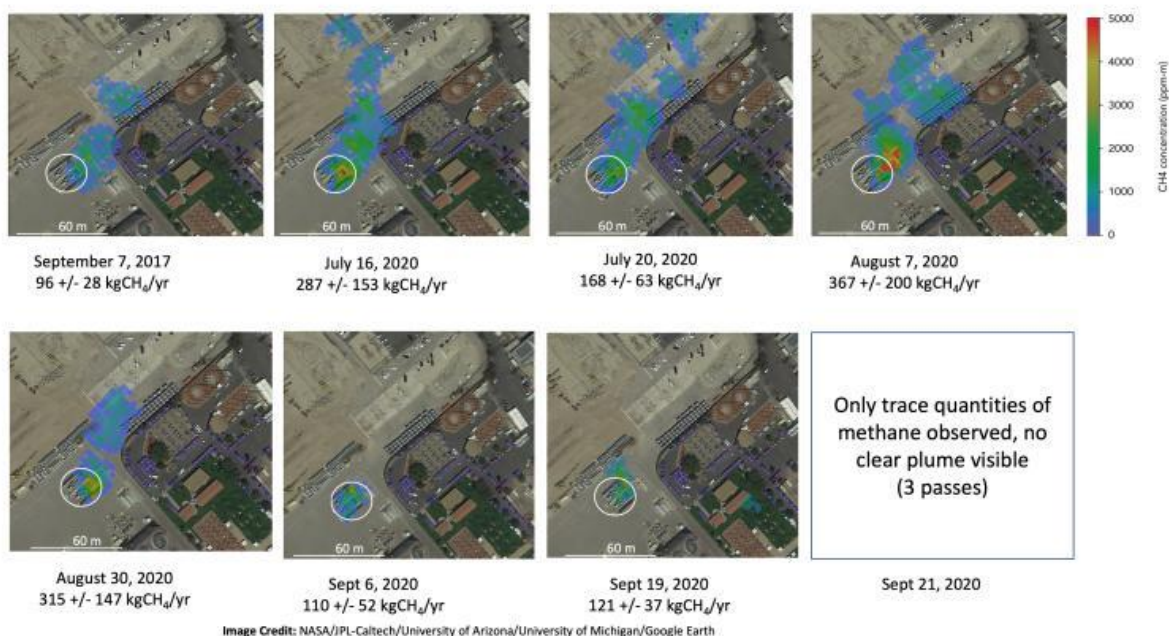 5000
4000
3000
2000
1000
0
CH4 concentration (ppm-m)
60 m
60 m
60 m
60 m
September 7, 2017
96 +/- 28 kgCH₄/yr
July 16, 2020
287 +/- 153 kgCH₄/yr
July 20, 2020
168 +/- 63 kgCH₄/yr
August 7, 2020
367 +/- 200 kgCH₄/yr
60 m
60 m
60 m
Only trace quantities of
methane observed, no
clear plume visible
(3 passes)
August 30, 2020
315 +/- 147 kgCH₄/yr
Sept 6, 2020
110 +/- 52 kgCH₄/yr
Sept 19, 2020
121 +/- 37 kgCH₄/yr
Sept 21, 2020
Image Credit: NASA/JPL-Caltech/University of Arizona/University of Michigan/Google Earth